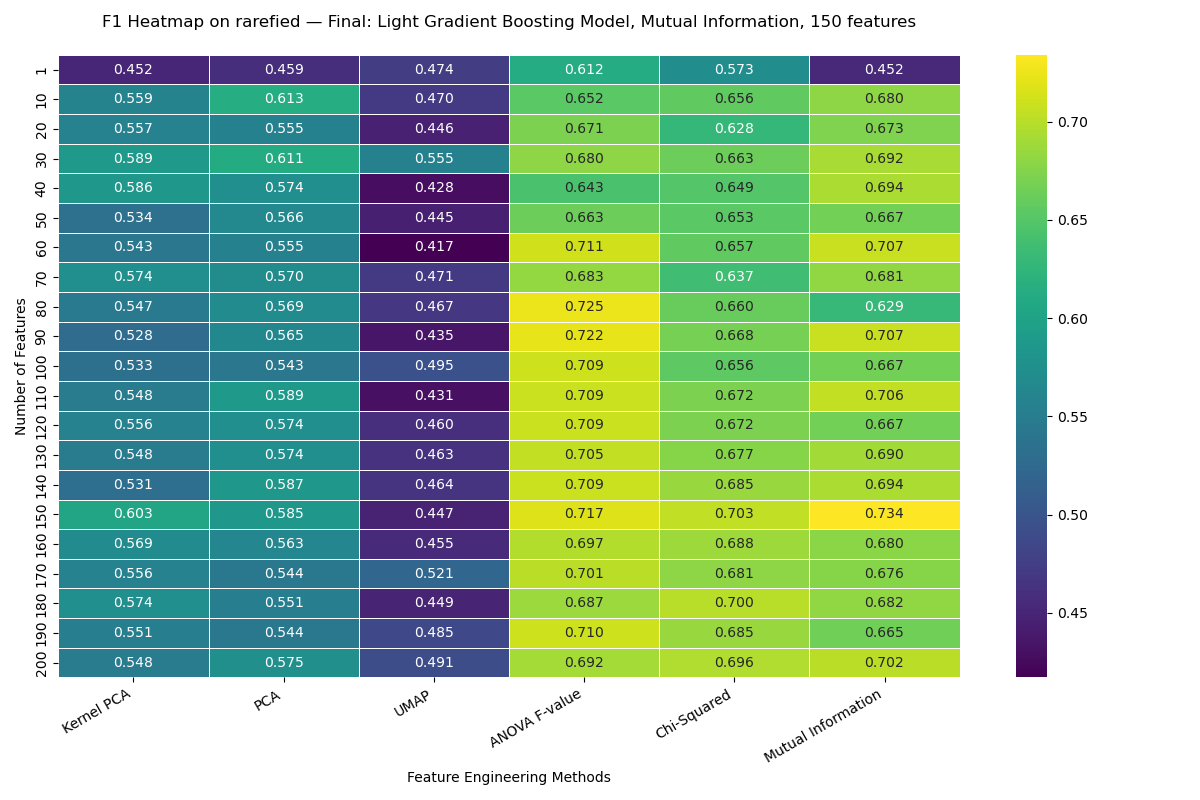 F1 Heatmap on rarefied — Final: Light Gradient Boosting Model, Mutual Information, 150 features
1 0.452 0.459 0.474 0.612 0.573 0.452
10 0.559 0.613 0.470 0.652 0.656 0.680
20 0.557 0.555 0.446 0.671 0.628 0.673
30 0.589 0.611 0.555 0.680 0.663 0.692
40 0.586 0.574 0.428 0.643 0.649 0.694
50 0.534 0.566 0.445 0.663 0.653 0.667
60 0.543 0.555 0.417 0.711 0.657 0.707
70 0.574 0.570 0.471 0.683 0.637 0.681
80 0.547 0.569 0.467 0.725 0.660 0.629
90 0.528 0.565 0.435 0.722 0.668 0.707
100 0.533 0.543 0.495 0.709 0.656 0.667
110 0.548 0.589 0.431 0.709 0.672 0.706
120 0.556 0.574 0.460 0.709 0.672 0.667
130 0.548 0.574 0.463 0.705 0.677 0.690
140 0.531 0.587 0.464 0.709 0.685 0.694
150 0.603 0.585 0.447 0.717 0.703 0.734
160 0.569 0.563 0.455 0.697 0.688 0.680
170 0.556 0.544 0.521 0.701 0.681 0.676
180 0.574 0.551 0.449 0.687 0.700 0.682
190 0.551 0.544 0.485 0.710 0.685 0.665
200 0.548 0.575 0.491 0.692 0.696 0.702
Number of Features
Kernel PCA PCA UMAP ANOVA F-value Chi-Squared Mutual Information
Feature Engineering Methods
0.70
0.65
0.60
0.55
0.50
0.45